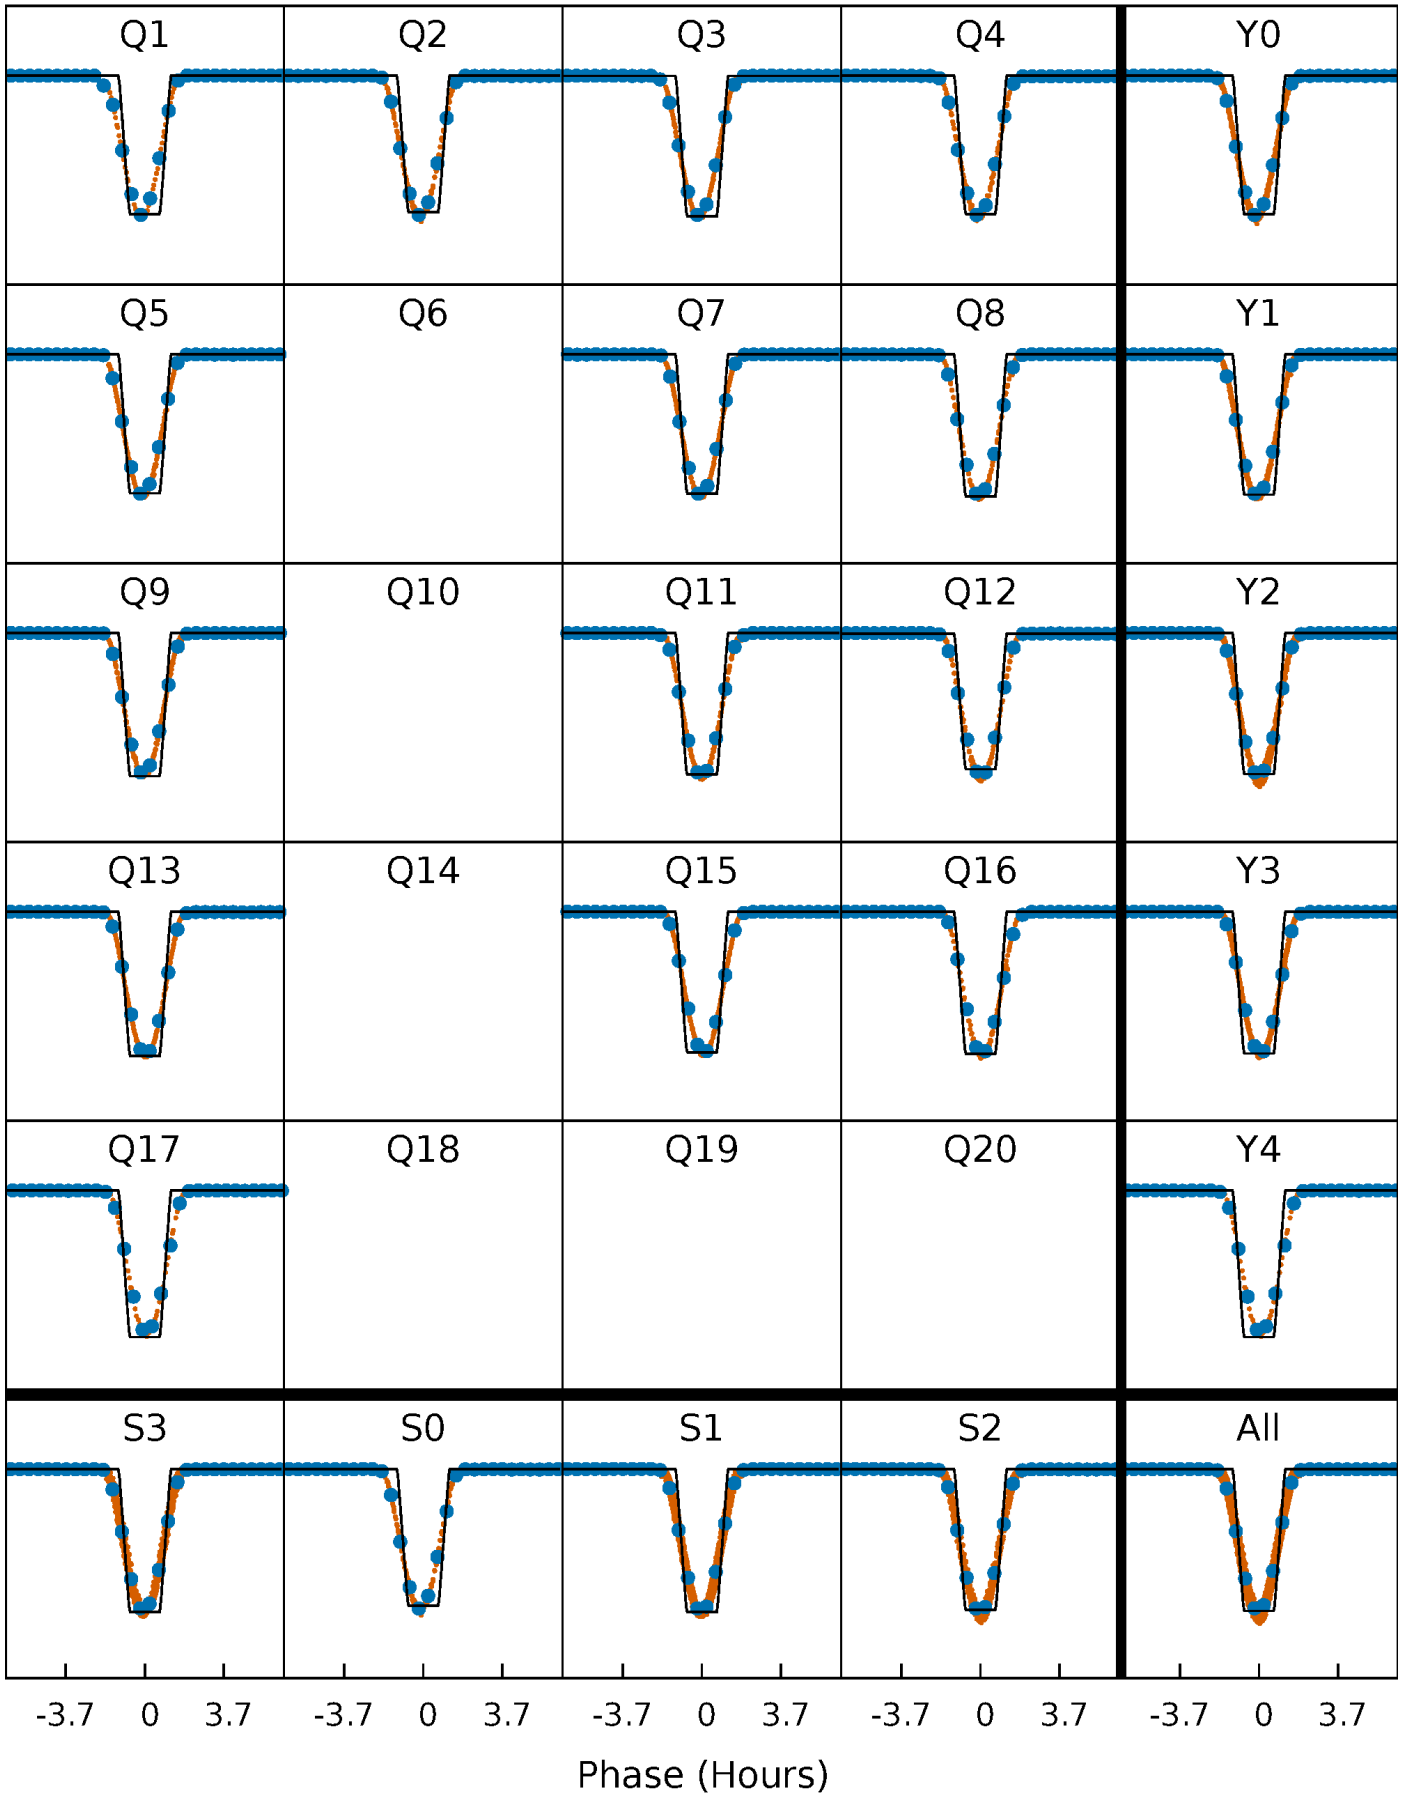 Q1 Q2 Q3 Q4 Y0
Q5 Q6 Q7 Q8 Y1
Q9 Q10 Q11 Q12 Y2
Q13 Q14 Q15 Q16 Y3
Q17 Q18 Q19 Q20 Y4
S3 S0 S1 S2 All
-3.7 0 3.7 -3.7 0 3.7 -3.7 0 3.7 -3.7 0 3.7 -3.7 0 3.7
Phase (Hours)